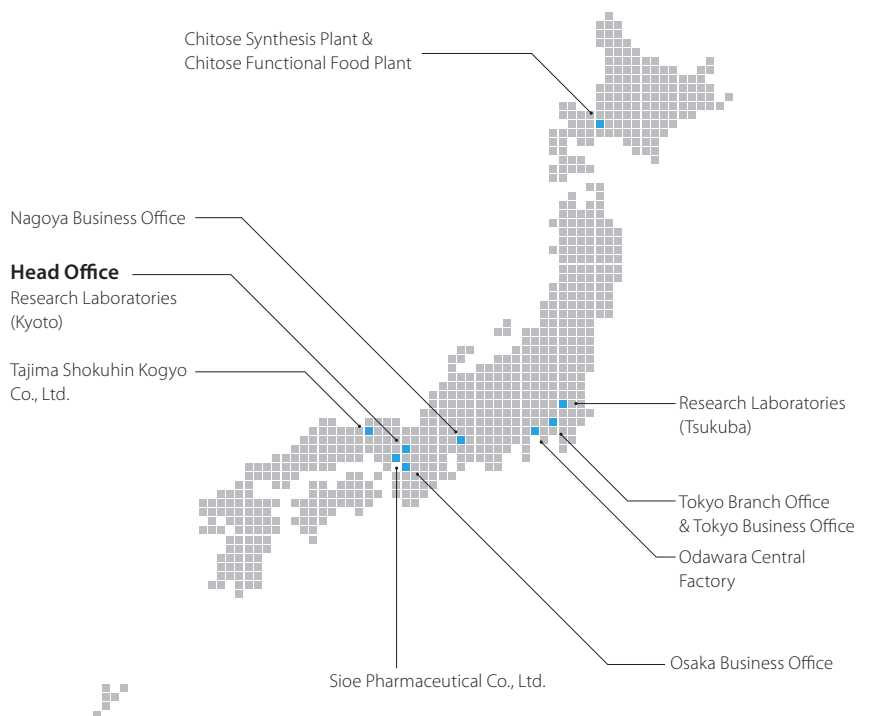 Chitose Synthesis Plant &
Chitose Functional Food Plant
Nagoya Business Office
Head Office
Research Laboratories
(Kyoto)
Tajima Shokuhin Kogyo
Co., Ltd.
Research Laboratories
(Tsukuba)
Tokyo Branch Office
& Tokyo Business Office
Odawara Central
Factory
Osaka Business Office
Sioe Pharmaceutical Co., Ltd.